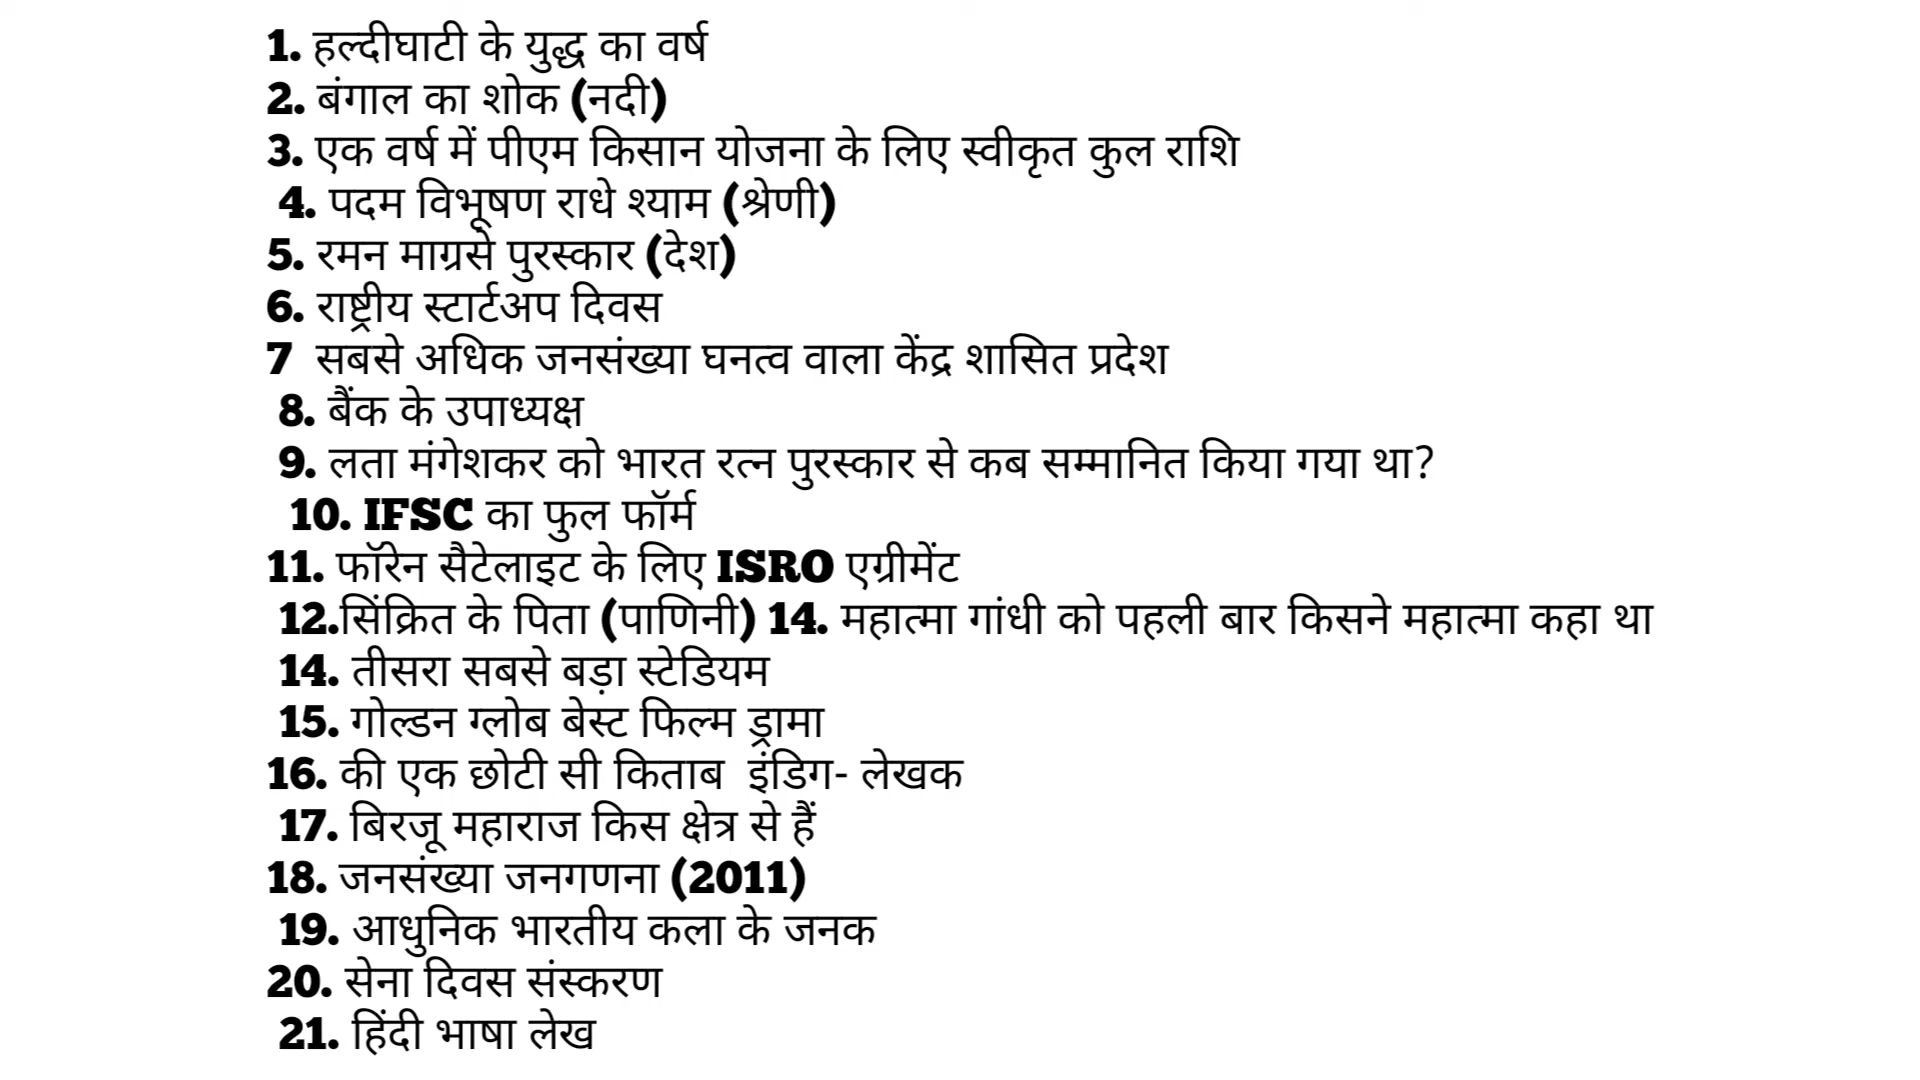 1. हल्दीघाटी के युद्ध का वर्ष
2. बंगाल का शोक (नदी)
3. एक वर्ष में पीएम किसान योजना के लिए स्वीकृत कुल राशि
4. पदम विभूषण राधे श्याम (श्रेणी)
5. रमन माग्रसे पुरस्कार (देश)
6. राष्ट्रीय स्टार्टअप दिवस
7 सबसे अधिक जनसंख्या घनत्व वाला केंद्र शासित प्रदेश
8. बैंक के उपाध्यक्ष
9. लता मंगेशकर को भारत रत्न पुरस्कार से कब सम्मानित किया गया था?
10. IFSC का फुल फॉर्म
11. फॉरेन सैटेलाइट के लिए ISRO एग्रीमेंट
12.सिंक्रित के पिता (पाणिनी) 14. महात्मा गांधी को पहली बार किसने महात्मा कहा था
14. तीसरा सबसे बड़ा स्टेडियम
15. गोल्डन ग्लोब बेस्ट फिल्म ड्रामा
16. की एक छोटी सी किताब इंडिग- लेखक
17. बिरजू महाराज किस क्षेत्र से हैं
18. जनसंख्या जनगणना (2011)
19. आधुनिक भारतीय कला के जनक
20. सेना दिवस संस्करण
21. हिंदी भाषा लेख